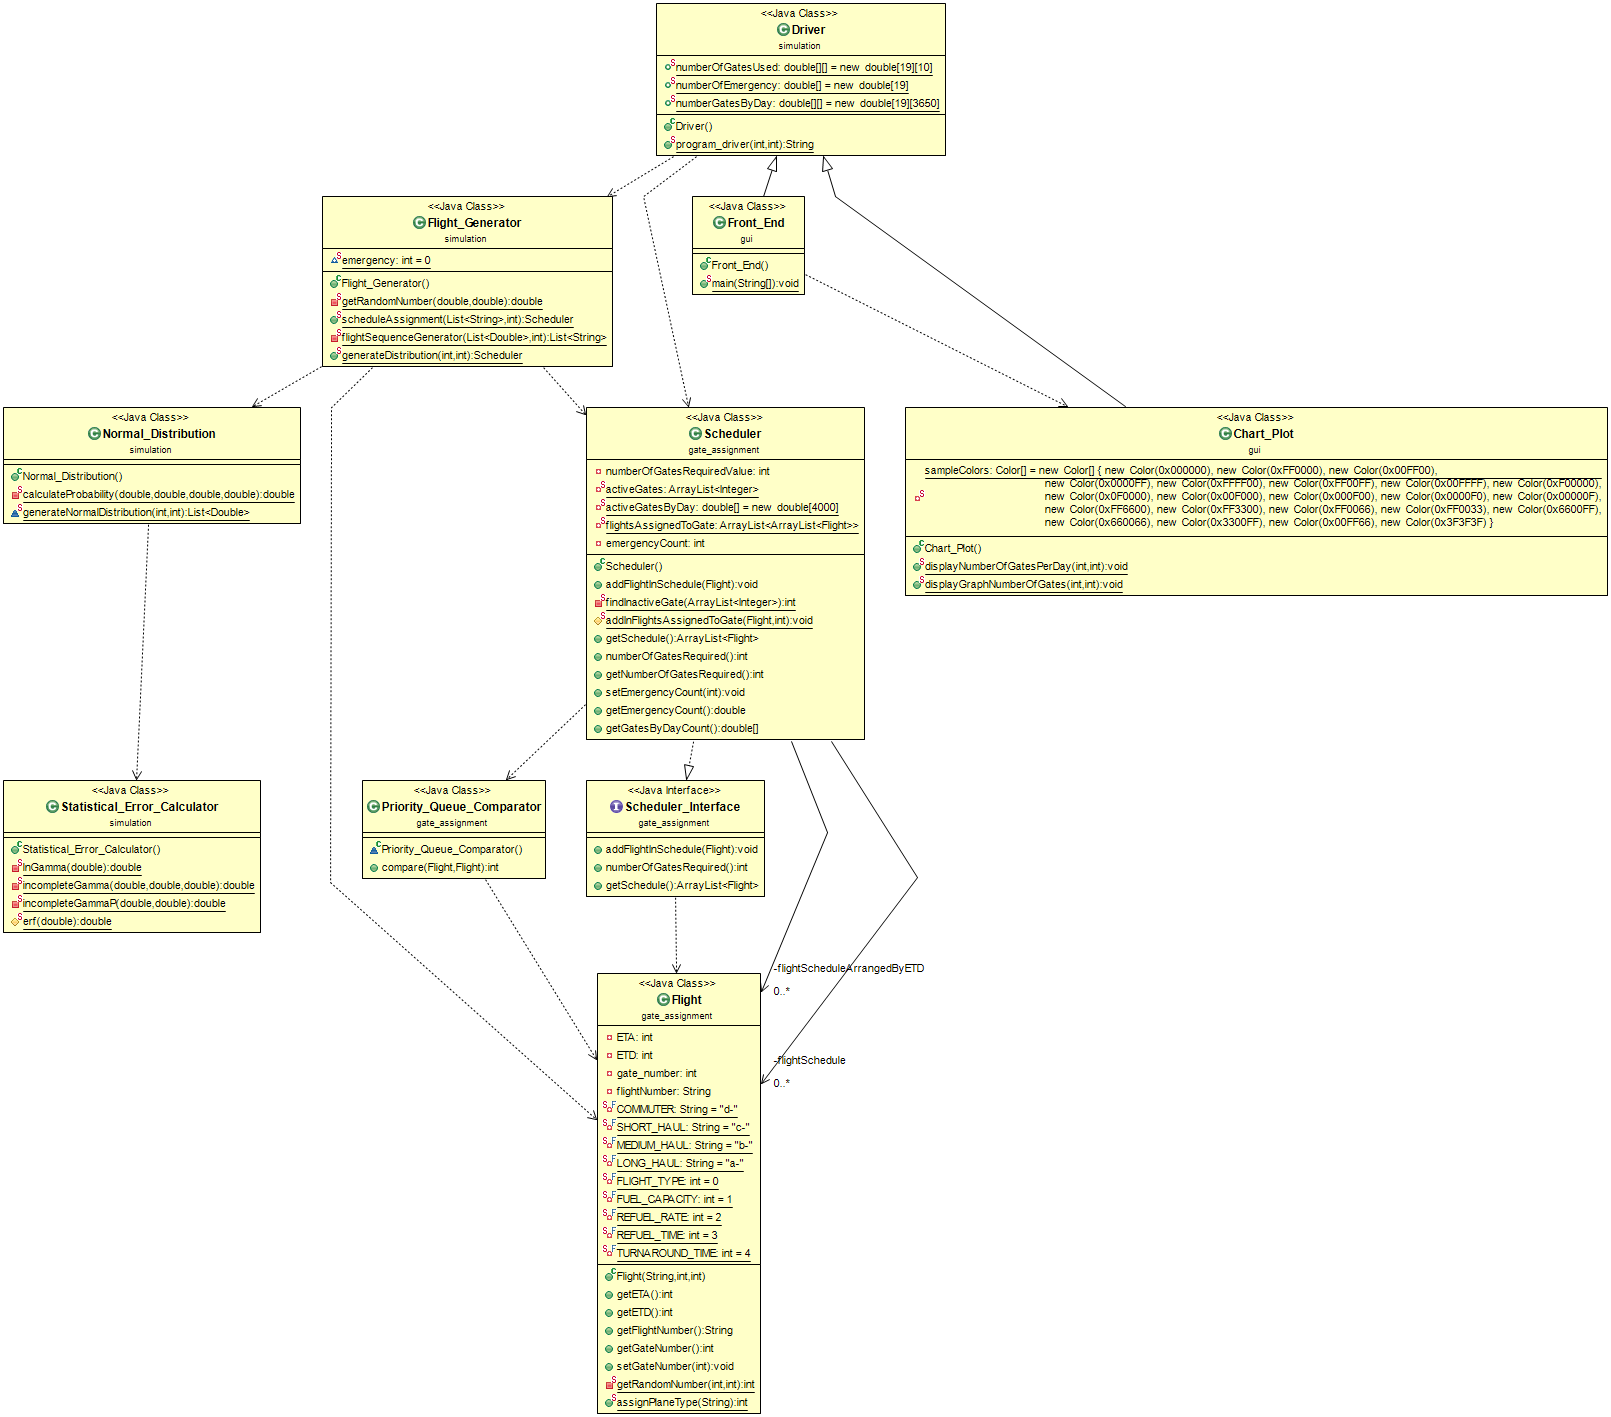 <<Java Class>>
Driver
simulation
numberOfGatesUsed: double[][] = new double[19][10]
numberOfEmergency: double[] = new double[19]
numberGatesByDay: double[][] = new double[19][3650]
Driver()
program_driver(int,int):String
<<Java Class>>
Flight_Generator
simulation
emergency: int = 0
Flight_Generator()
getRandomNumber(double,double):double
scheduleAssignment(List<String>,int):Scheduler
flightSequenceGenerator(List<Double>,int):List<String>
generateDistribution(int,int):Scheduler
<<Java Class>>
Front_End
gui
Front_End()
main(String[]):void
<<Java Class>>
Normal_Distribution
simulation
Normal_Distribution()
calculateProbability(double,double,double,double):double
generateNormalDistribution(int,int):List<Double>
<<Java Class>>
Scheduler
gate_assignment
numberOfGatesRequiredValue: int
activeGates: ArrayList<Integer>
activeGatesByDay: double[] = new double[4000]
flightsAssignedToGate: ArrayList<ArrayList<Flight>>
emergencyCount: int
Scheduler()
addFlightInSchedule(Flight):void
findInactiveGate(ArrayList<Integer>):int
addInFlightsAssignedToGate(Flight,int):void
getSchedule():ArrayList<Flight>
numberOfGatesRequired():int
getNumberOfGatesRequired():int
setEmergencyCount(int):void
getEmergencyCount():double
getGatesByDayCount():double[]
<<Java Class>>
Chart_Plot
gui
sampleColors: Color[] = new Color[] { new Color(0x000000), new Color(0xFF0000), new Color(0x00FF00),
new Color(0x0000FF), new Color(0xFFFF00), new Color(0xFF00FF), new Color(0x00FFFF), new Color(0xF00000),
new Color(0x0F0000), new Color(0x00F000), new Color(0x000F00), new Color(0x0000F0), new Color(0x00000F),
new Color(0xFF6600), new Color(0xFF3300), new Color(0xFF0066), new Color(0xFF0033), new Color(0x6600FF),
new Color(0x660066), new Color(0x3300FF), new Color(0x00FF66), new Color(0x3F3F3F) }
Chart_Plot()
displayNumberOfGatesPerDay(int,int):void
displayGraphNumberOfGates(int,int):void
<<Java Class>>
Statistical_Error_Calculator
simulation
Statistical_Error_Calculator()
lnGamma(double):double
incompleteGamma(double,double,double):double
incompleteGammaP(double,double):double
erf(double):double
<<Java Class>>
Priority_Queue_Comparator
gate_assignment
Priority_Queue_Comparator()
compare(Flight,Flight):int
<<Java Interface>>
Scheduler_Interface
gate_assignment
addFlightInSchedule(Flight):void
numberOfGatesRequired():int
getSchedule():ArrayList<Flight>
-flightScheduleArrangedByETD
0..*
-flightSchedule
0..*
<<Java Class>>
Flight
gate_assignment
ETA: int
ETD: int
gate_number: int
flightNumber: String
COMMUTER: String = "d-"
SHORT_HAUL: String = "c-"
MEDIUM_HAUL: String = "b-"
LONG_HAUL: String = "a-"
FLIGHT_TYPE: int = 0
FUEL_CAPACITY: int = 1
REFUEL_RATE: int = 2
REFUEL_TIME: int = 3
TURNAROUND_TIME: int = 4
Flight(String,int,int)
getETA():int
getETD():int
getFlightNumber():String
getGateNumber():int
setGateNumber(int):void
getRandomNumber(int,int):int
assignPlaneType(String):int